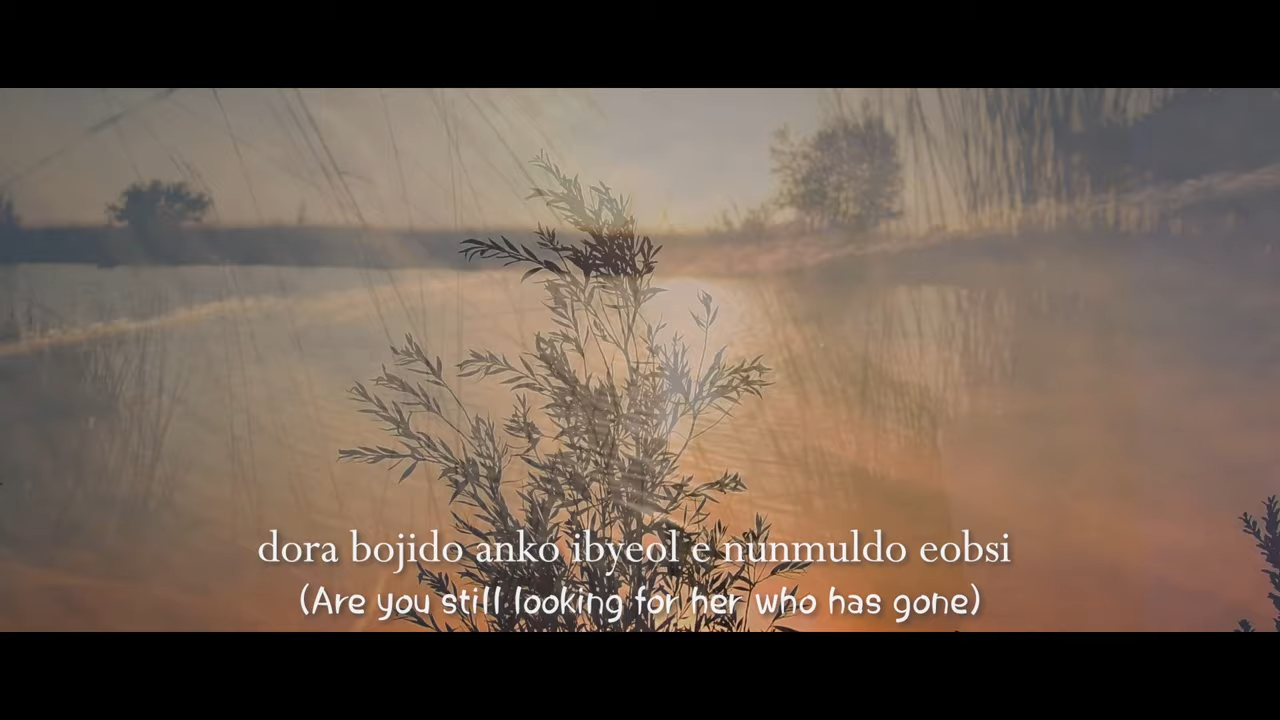 dora bojido anko ibyeol e nunmuldo eobsi
(Are you still looking for her who has gone)